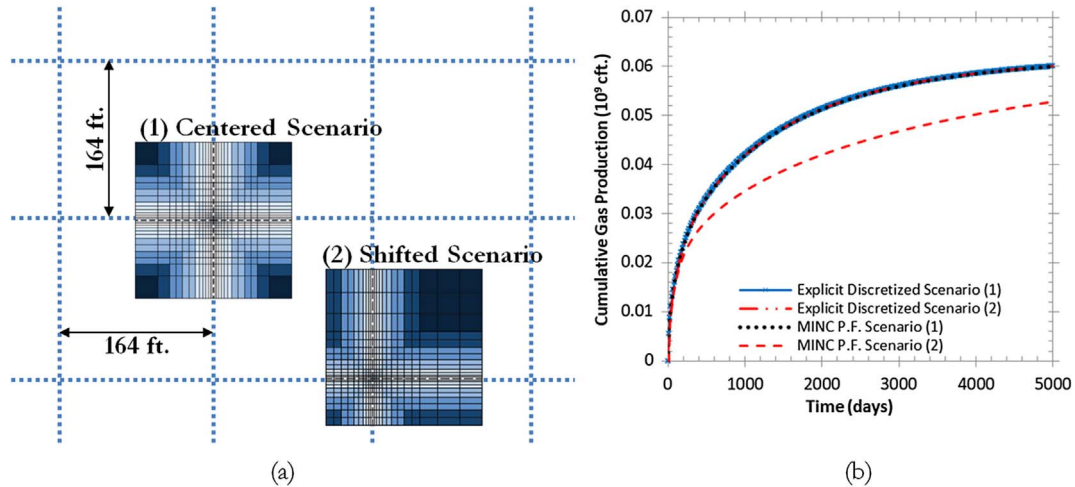 164 ft.
(1) Centered Scenario
(2) Shifted Scenario
164 ft.
(a)
Cumulative Gas Production (10⁹ cft.)
0.07
0.06
0.05
0.04
0.03
0.02
0.01
0
Explicit Discretized Scenario (1)
Explicit Discretized Scenario (2)
MINC P.F. Scenario (1)
MINC P.F. Scenario (2)
0 1000 2000 3000 4000 5000
Time (days)
(b)